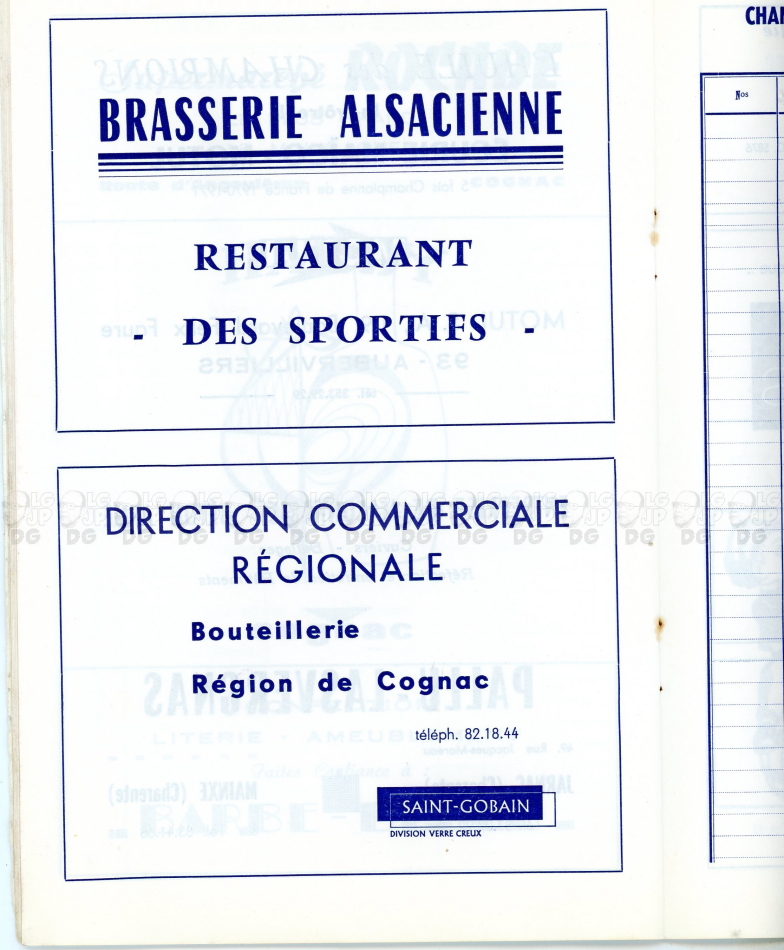 BRASSERIE ALSACIENNE
RESTAURANT
- DES SPORTIFS -
DIRECTION COMMERCIALE
RÉGIONALE
Bouteillerie
Région de Cognac
téléph. 82.18.44
SAINT-GOBAIN
DIVISION VERRE CREUX
Nos